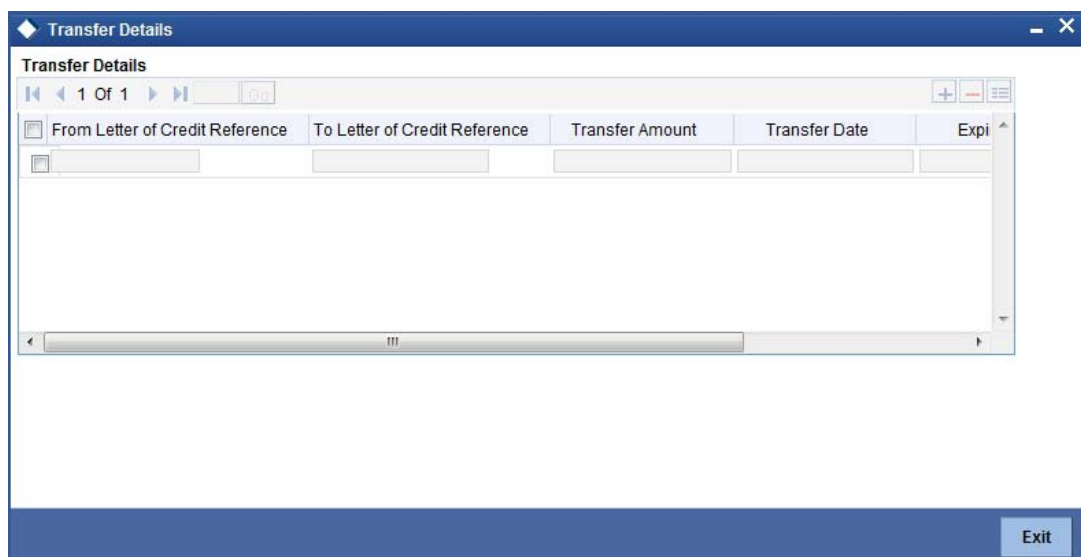 Transfer Details
Transfer Details
1 Of 1 Go
From Letter of Credit Reference To Letter of Credit Reference Transfer Amount Transfer Date Expi
Exit